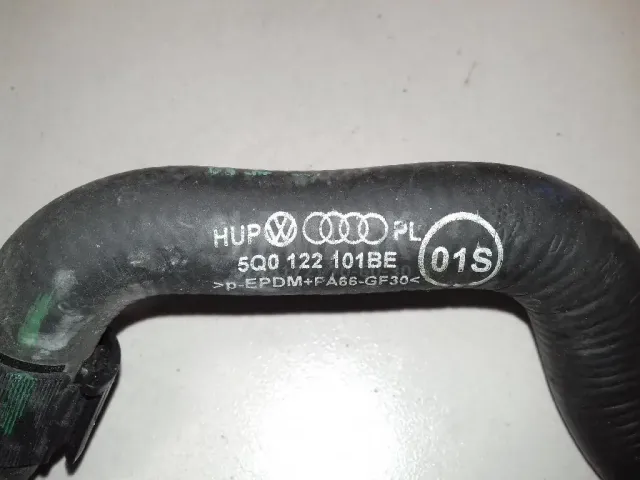 HUP PL
5Q0 122 101BE
>p-EPDM+PA66-GF30<
01S